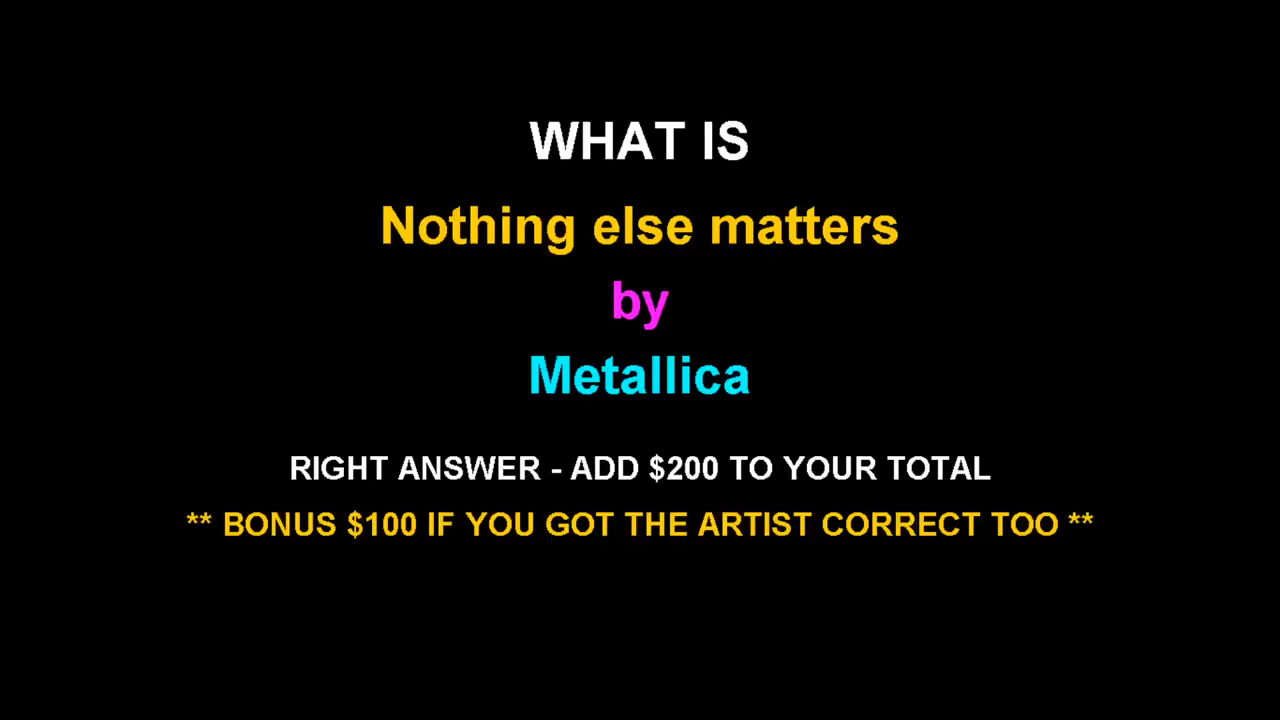 WHAT IS
Nothing else matters
by
Metallica
RIGHT ANSWER - ADD $200 TO YOUR TOTAL
** BONUS $100 IF YOU GOT THE ARTIST CORRECT TOO **